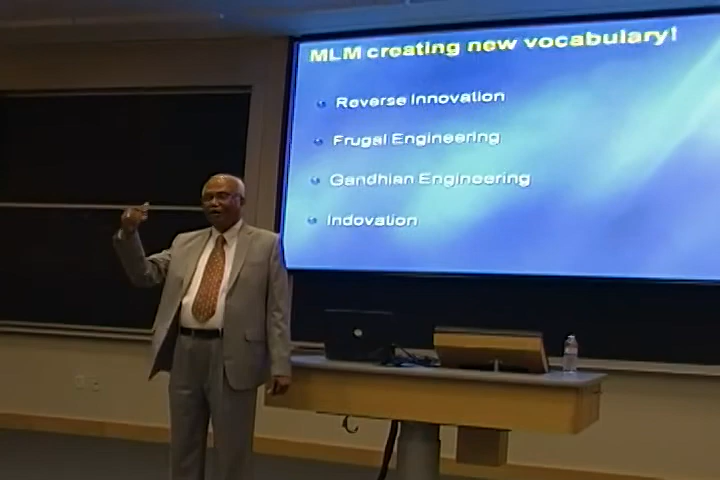 MLM creating new vocabulary!
Reverse Innovation
Frugal Engineering
Gandhian Engineering
Indovation